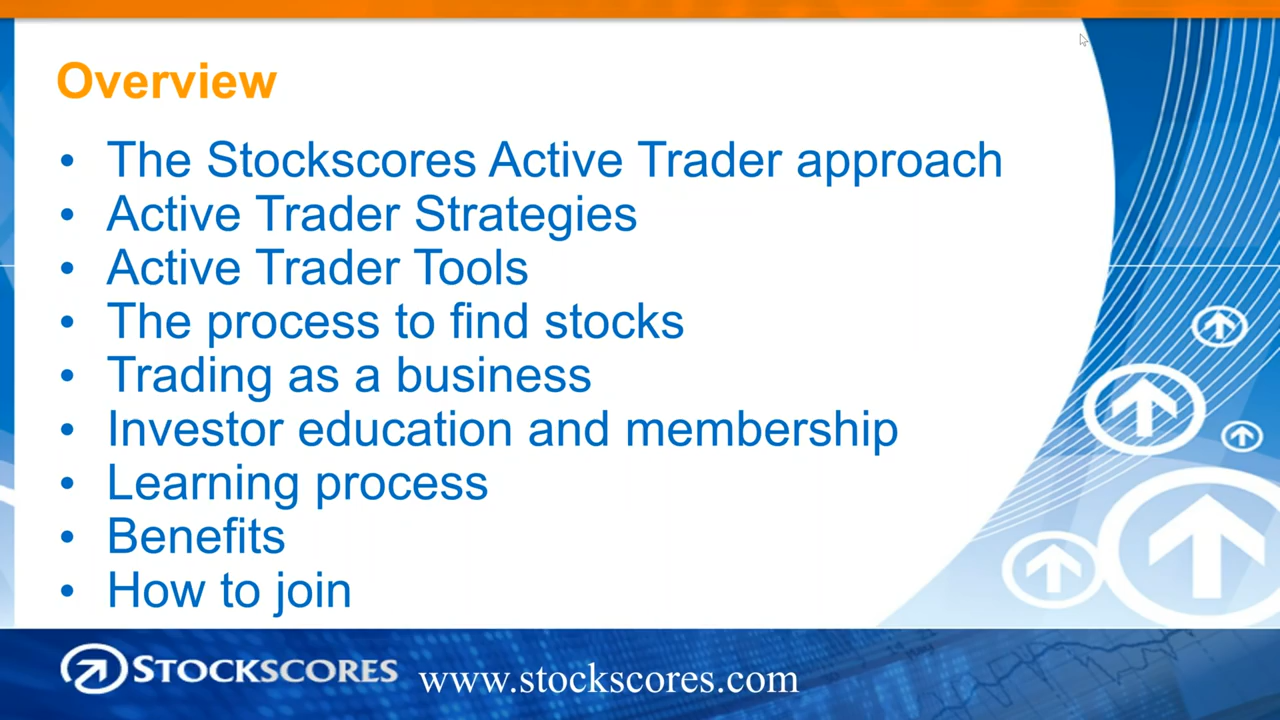 Overview
• The Stockscores Active Trader approach
• Active Trader Strategies
• Active Trader Tools
• The process to find stocks
• Trading as a business
• Investor education and membership
• Learning process
• Benefits
• How to join
STOCKSCORES www.stockscores.com